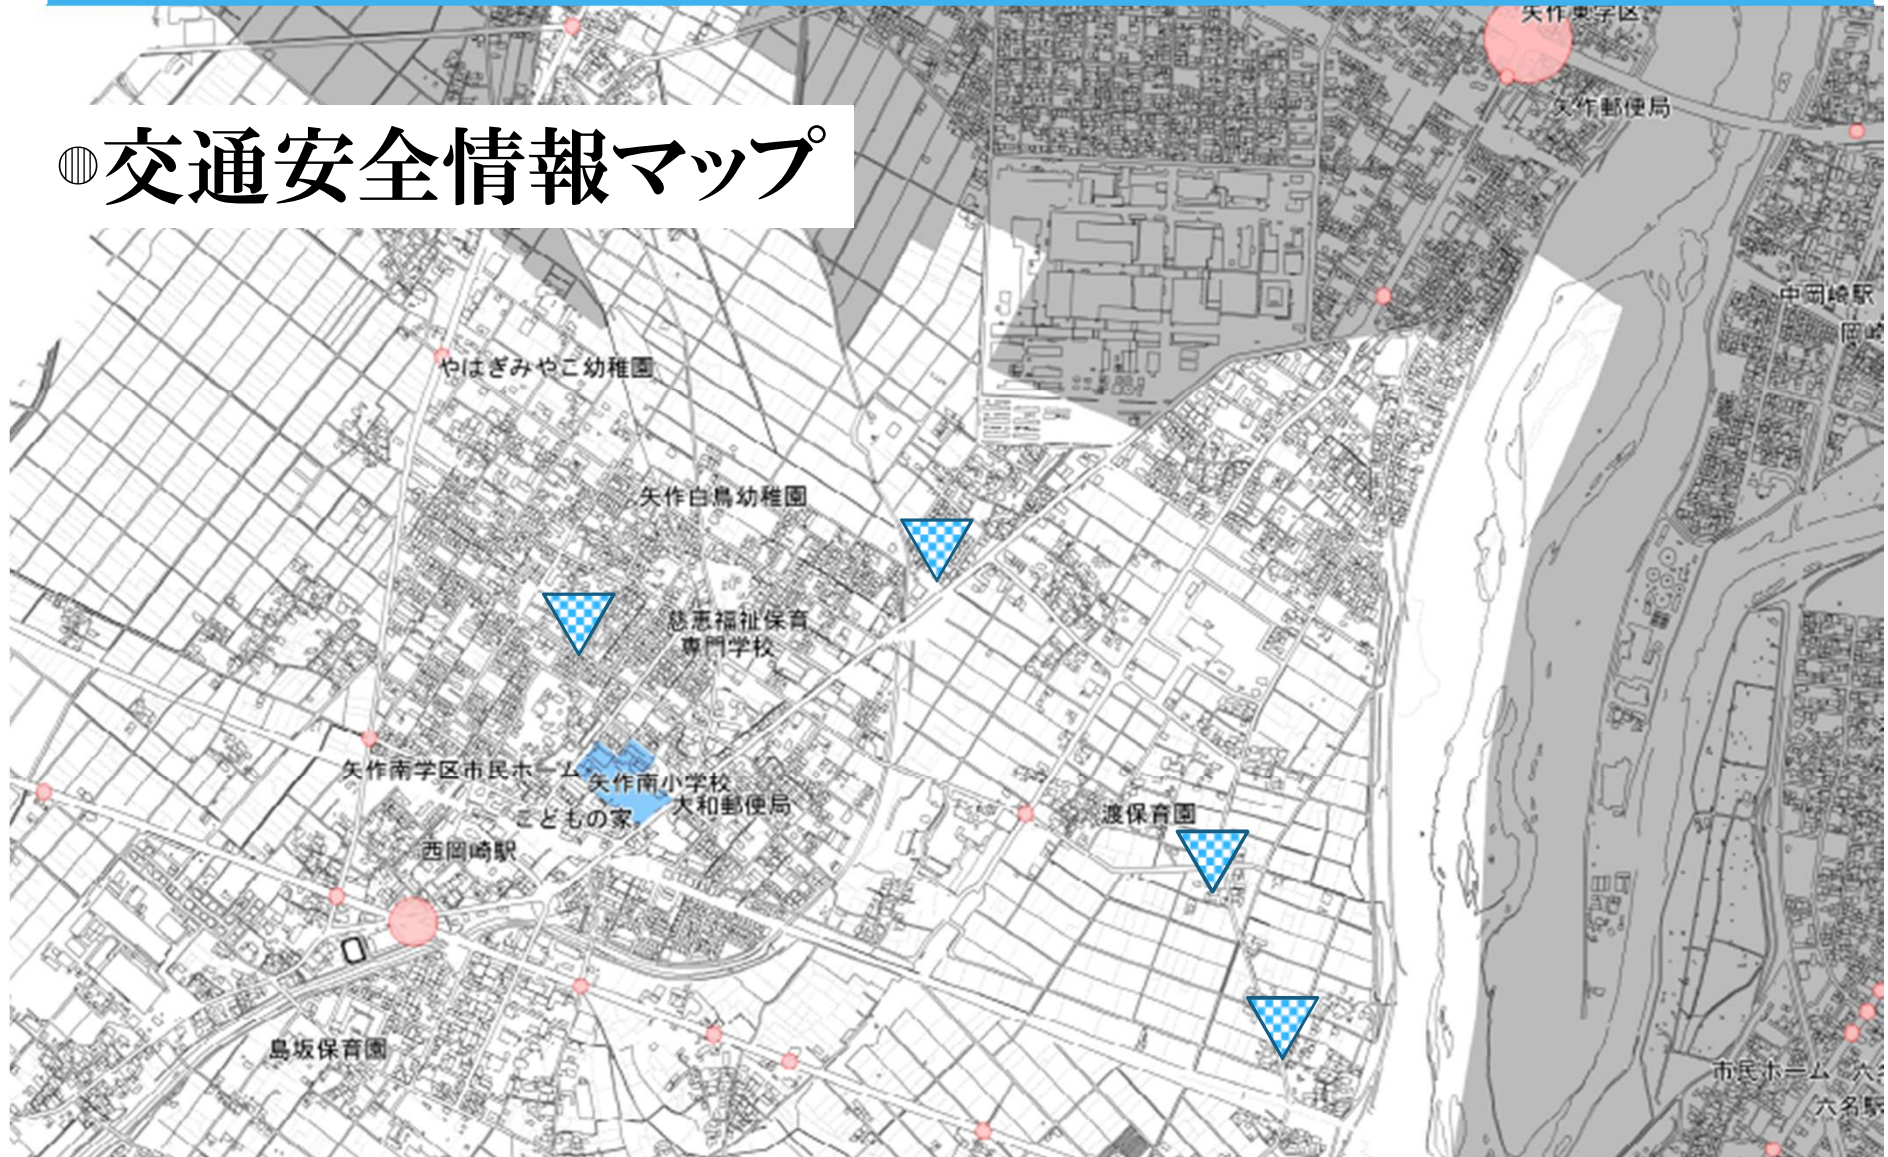 矢作東学区
矢作郵便局
交通安全情報マップ
中岡崎駅
岡崎
やはぎみやこ幼稚園
矢作白鳥幼稚園
慈恵福祉保育
専門学校
矢作南学区市民ホーム
矢作南小学校
大和郵便局
こどもの家
渡保育園
西岡崎駅
島坂保育園
市民ホーム
六名
六名駅